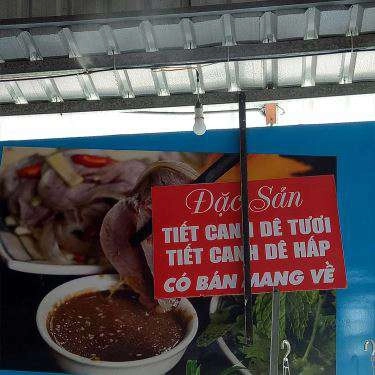 Đặc Sản
TIẾT CANH DÊ TƯƠI
TIẾT CANH DÊ HẤP
CÓ BÁN MANG VỀ